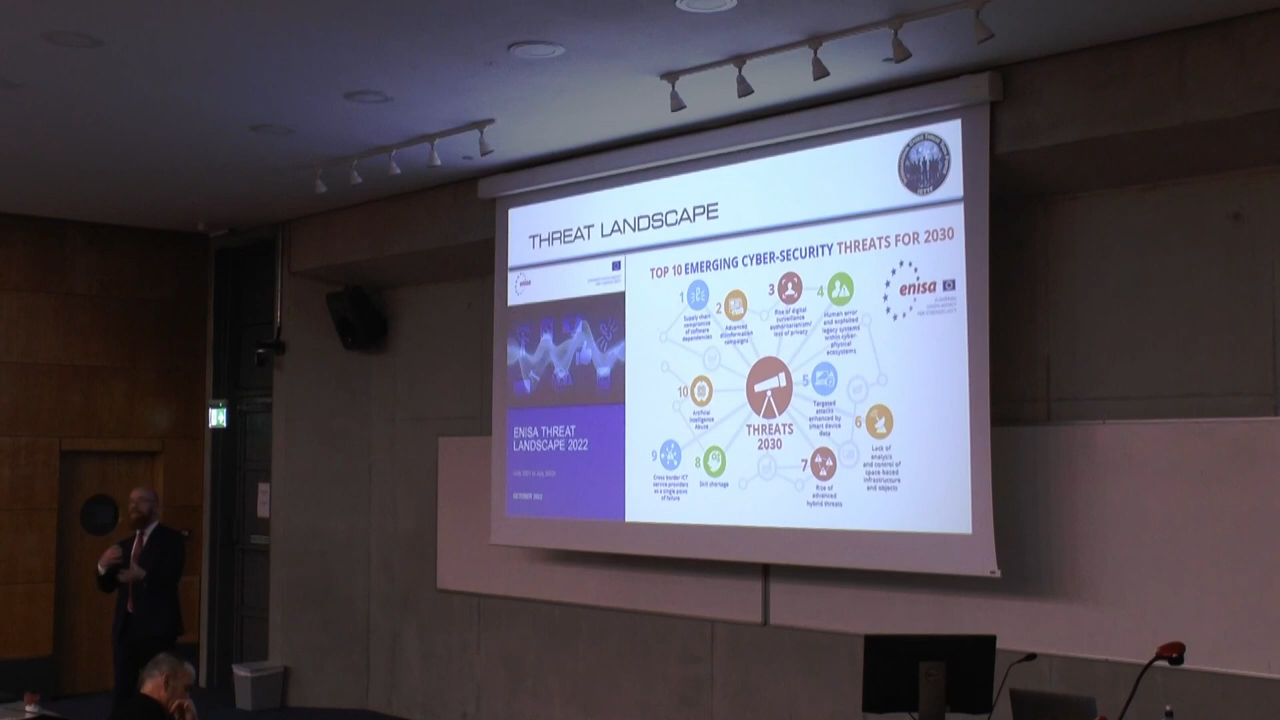 THREAT LANDSCAPE
enisa
ENISA THREAT
LANDSCAPE 2022
OCTOBER 2022
TOP 10 EMERGING CYBER-SECURITY THREATS FOR 2030
enisa
1
Supply chain
compromise
of software
dependencies
2
Advanced
disinformation
campaigns
3
Rise of digital
surveillance
authoritarianism/
loss of privacy
4
Human error
and exploited
legacy systems
within cyber-
physical
ecosystems
5
Targeted
attacks
enhanced by
smart device
data
6
Lack of
analysis
and control of
space-based
infrastructure
and objects
7
Rise of
advanced
hybrid threats
8
Skill shortage
9
Cross border ICT
service providers
as a single point
of failure
10
Artificial
Intelligence
Abuse
THREATS
2030